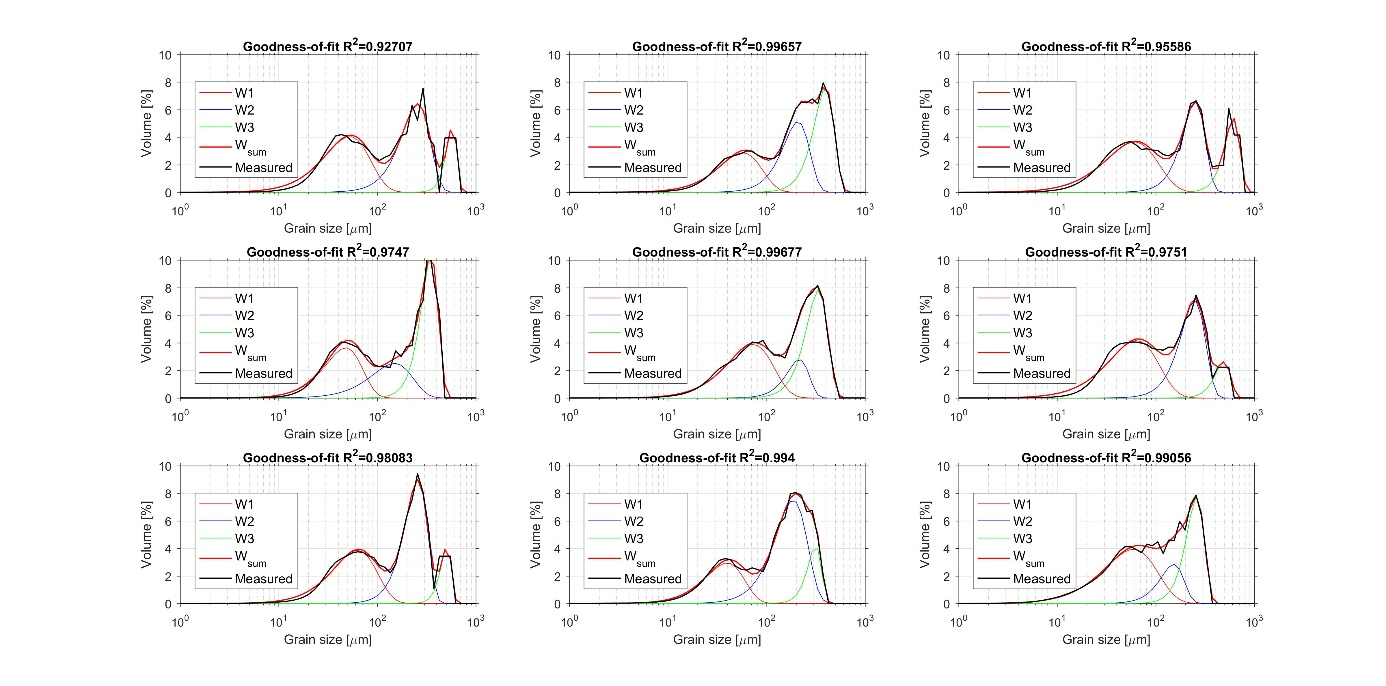 Goodness-of-fit R²=0.92707
10
8
6
4
2
0
Volume [%]
W1
W2
W3
W_sum
Measured
10⁰ 10¹ 10² 10³
Grain size [μm]
Goodness-of-fit R²=0.99657
10
8
6
4
2
0
Volume [%]
W1
W2
W3
W_sum
Measured
10⁰ 10¹ 10² 10³
Grain size [μm]
Goodness-of-fit R²=0.95586
10
8
6
4
2
0
Volume [%]
W1
W2
W3
W_sum
Measured
10⁰ 10¹ 10² 10³
Grain size [μm]
Goodness-of-fit R²=0.9747
10
8
6
4
2
0
Volume [%]
W1
W2
W3
W_sum
Measured
10⁰ 10¹ 10² 10³
Grain size [μm]
Goodness-of-fit R²=0.99677
10
8
6
4
2
0
Volume [%]
W1
W2
W3
W_sum
Measured
10⁰ 10¹ 10² 10³
Grain size [μm]
Goodness-of-fit R²=0.9751
10
8
6
4
2
0
Volume [%]
W1
W2
W3
W_sum
Measured
10⁰ 10¹ 10² 10³
Grain size [μm]
Goodness-of-fit R²=0.98083
10
8
6
4
2
0
Volume [%]
W1
W2
W3
W_sum
Measured
10⁰ 10¹ 10² 10³
Grain size [μm]
Goodness-of-fit R²=0.994
10
8
6
4
2
0
Volume [%]
W1
W2
W3
W_sum
Measured
10⁰ 10¹ 10² 10³
Grain size [μm]
Goodness-of-fit R²=0.99056
10
8
6
4
2
0
Volume [%]
W1
W2
W3
W_sum
Measured
10⁰ 10¹ 10² 10³
Grain size [μm]